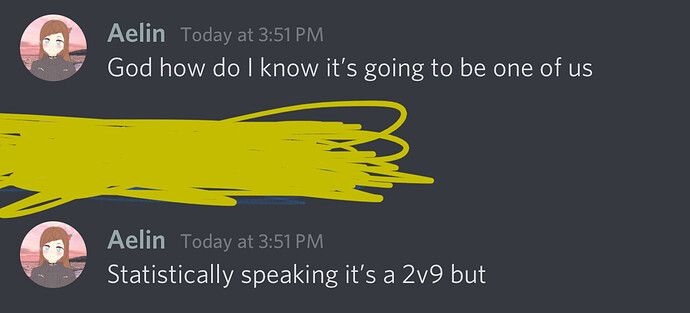 Aelin Today at 3:51 PM
God how do I know it’s going to be one of us
Aelin Today at 3:51 PM
Statistically speaking it’s a 2v9 but